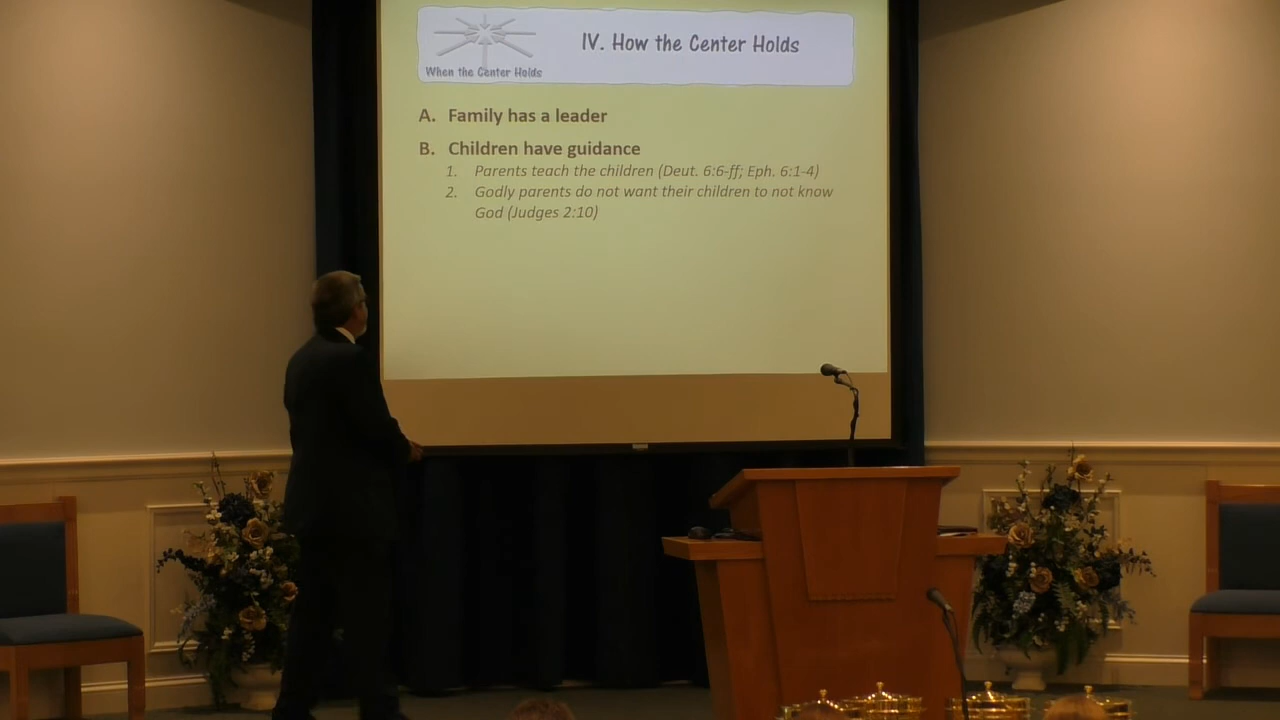 IV. How the Center Holds
When the Center Holds
A. Family has a leader
B. Children have guidance
1. Parents teach the children (Deut. 6:6-ff; Eph. 6:1-4)
2. Godly parents do not want their children to not know
God (Judges 2:10)